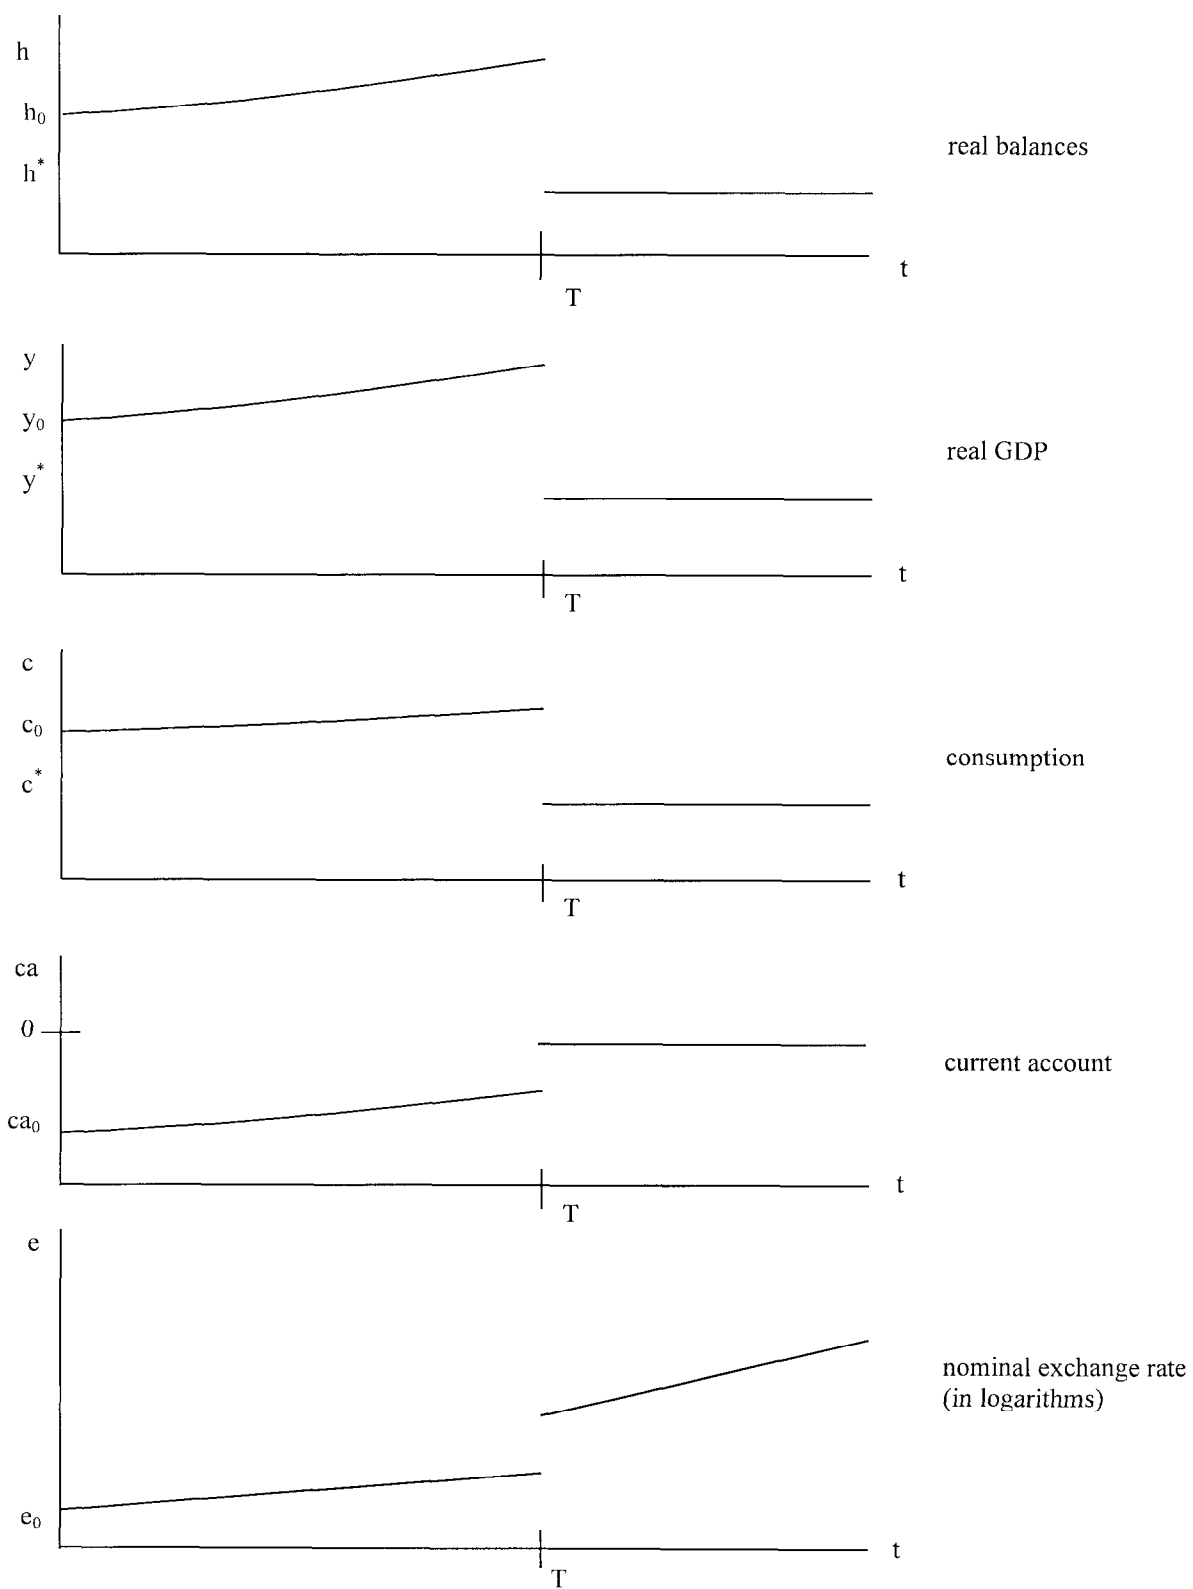 h
h₀
h*
real balances
t
T
y
y₀
y*
real GDP
t
T
c
c₀
c*
consumption
t
T
ca
0
ca₀
current account
t
T
e
nominal exchange rate
(in logarithms)
e₀
t
T